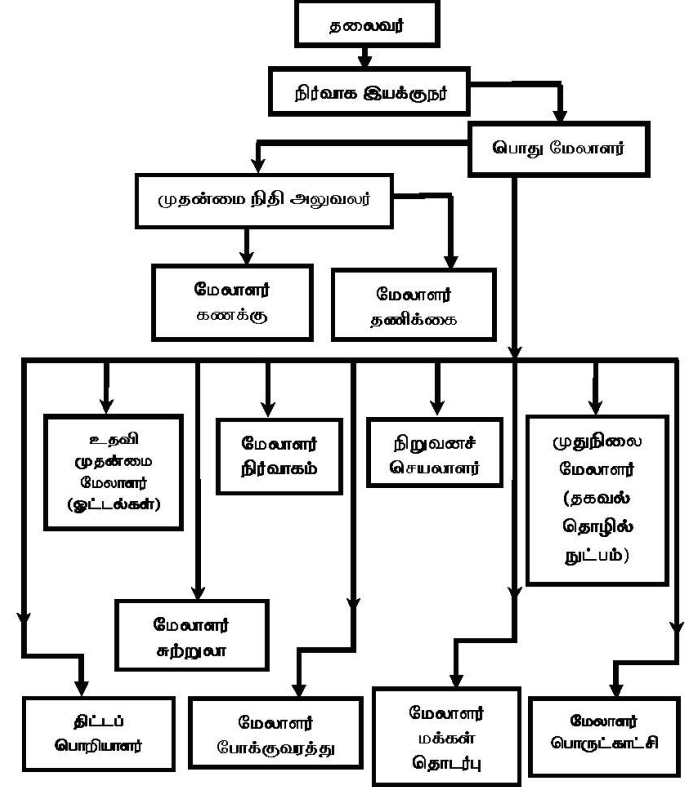 தலைவர்
நிர்வாக இயக்குநர்
பொது மேலாளர்
முதன்மை நிதி அலுவலர்
மேலாளர்
கணக்கு
மேலாளர்
தணிக்கை
உதவி
முதன்மை
மேலாளர்
(ஓட்டல்கள்)
மேலாளர்
நிர்வாகம்
நிறுவனச்
செயலாளர்
முதுநிலை
மேலாளர்
(தகவல்
தொழில்
நுட்பம்)
மேலாளர்
சுற்றுலா
திட்டப்
பொறியாளர்
மேலாளர்
போக்குவரத்து
மேலாளர்
மக்கள்
தொடர்பு
மேலாளர்
பொருட்காட்சி